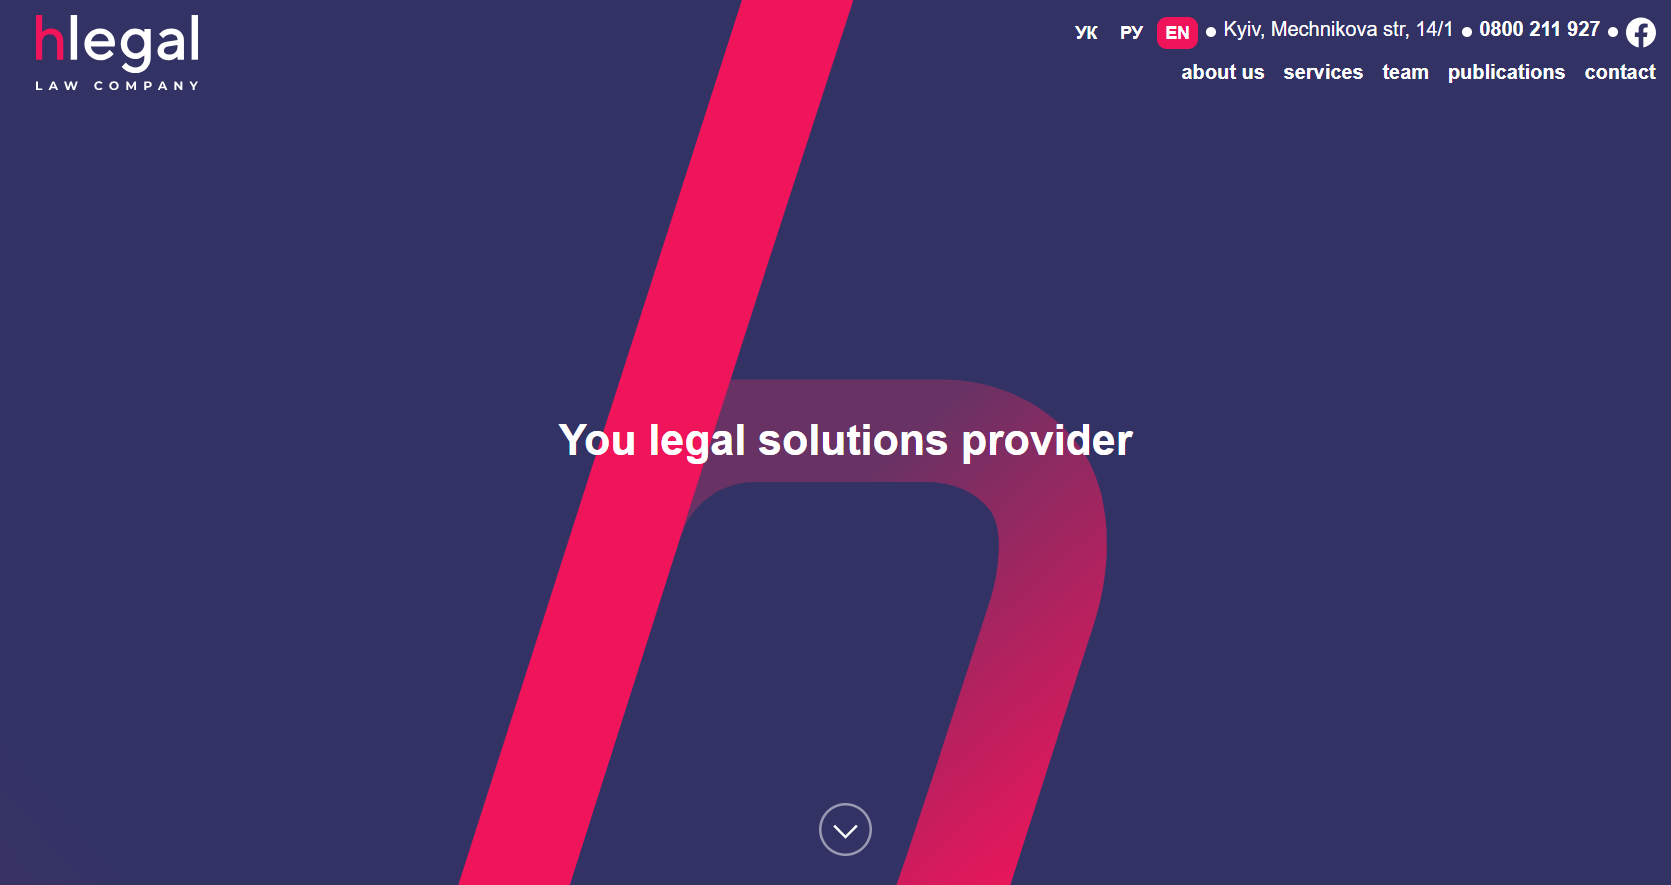 hlegal
LAW COMPANY
УК РУ EN • Kyiv, Mechnikova str, 14/1 • 0800 211 927 •
about us services team publications contact
You legal solutions provider